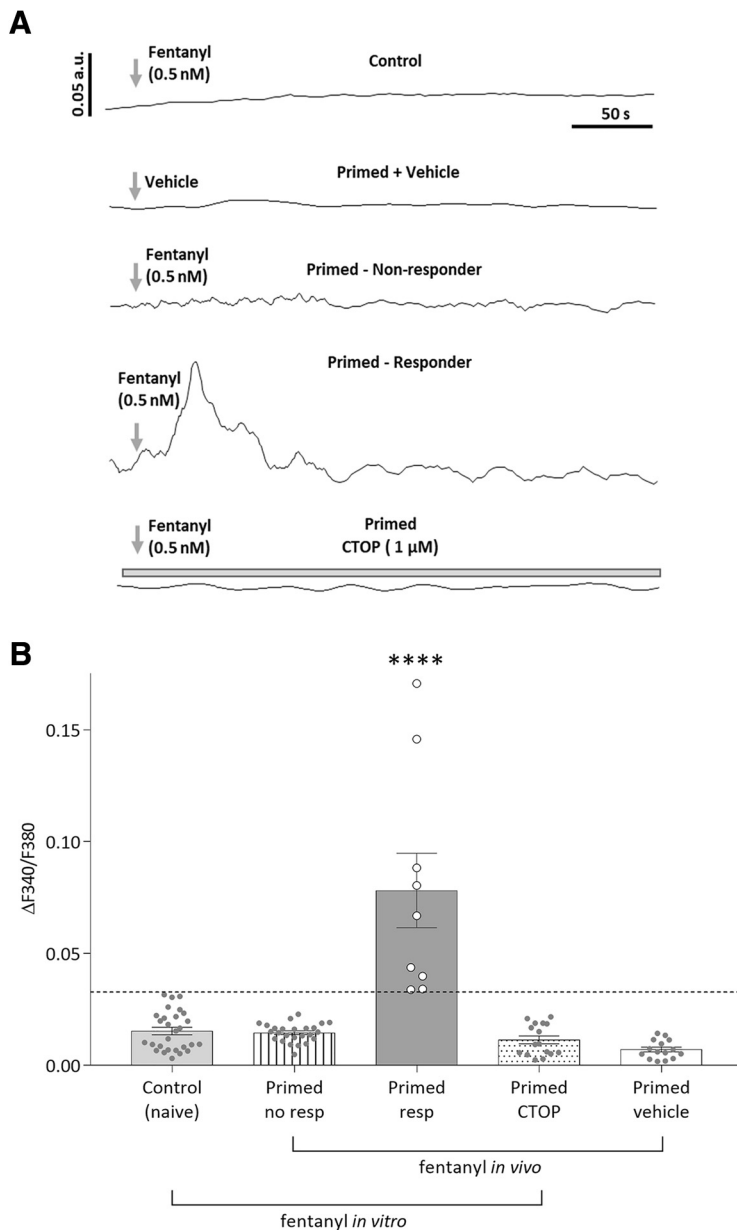 A
Fentanyl
(0.5 nM)
Control
0.05 a.u.
50 s
Vehicle
Primed + Vehicle
Fentanyl
(0.5 nM)
Primed - Non-responder
Primed - Responder
Fentanyl
(0.5 nM)
Fentanyl
(0.5 nM)
Primed
CTOP ( 1 µM)
B
****
0.15
0.10
0.05
0.00
ΔF340/F380
Control
(naive)
Primed
no resp
Primed
resp
Primed
CTOP
Primed
vehicle
fentanyl in vivo
fentanyl in vitro